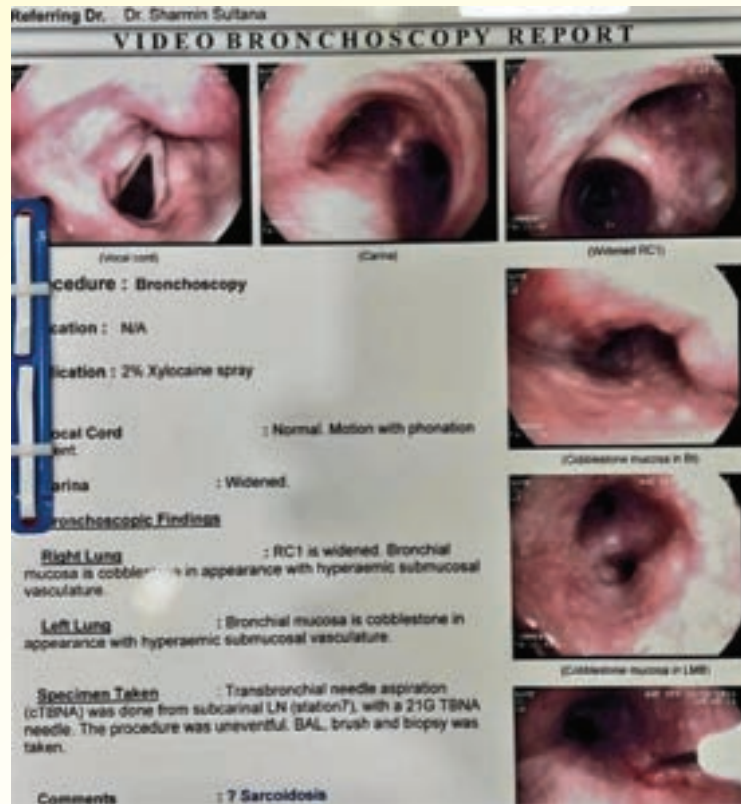 Referring Dr. Dr. Sharmin Sultana
VIDEO BRONCHOSCOPY REPORT
(Vocal cord)
(Carina)
(Widened RC1)
cedure : Bronchoscopy
cation : N/A
lication : 2% Xylocaine spray
ocal Cord : Normal. Motion with phonation
ent.
arina : Widened.
ronchoscopic Findings
Right Lung : RC1 is widened. Bronchial
mucosa is cobblestone in appearance with hyperaemic submucosal
vasculature.
Left Lung : Bronchial mucosa is cobblestone in
appearance with hyperaemic submucosal vasculature.
Specimen Taken : Transbronchial needle aspiration
(cTBNA) was done from subcarinal LN (station7), with a 21G TBNA
needle. The procedure was uneventful. BAL, brush and biopsy was
taken.
Comments : ? Sarcoidosis
(Cobblestone mucosa in
(Cobblestone mucosa in LMB)